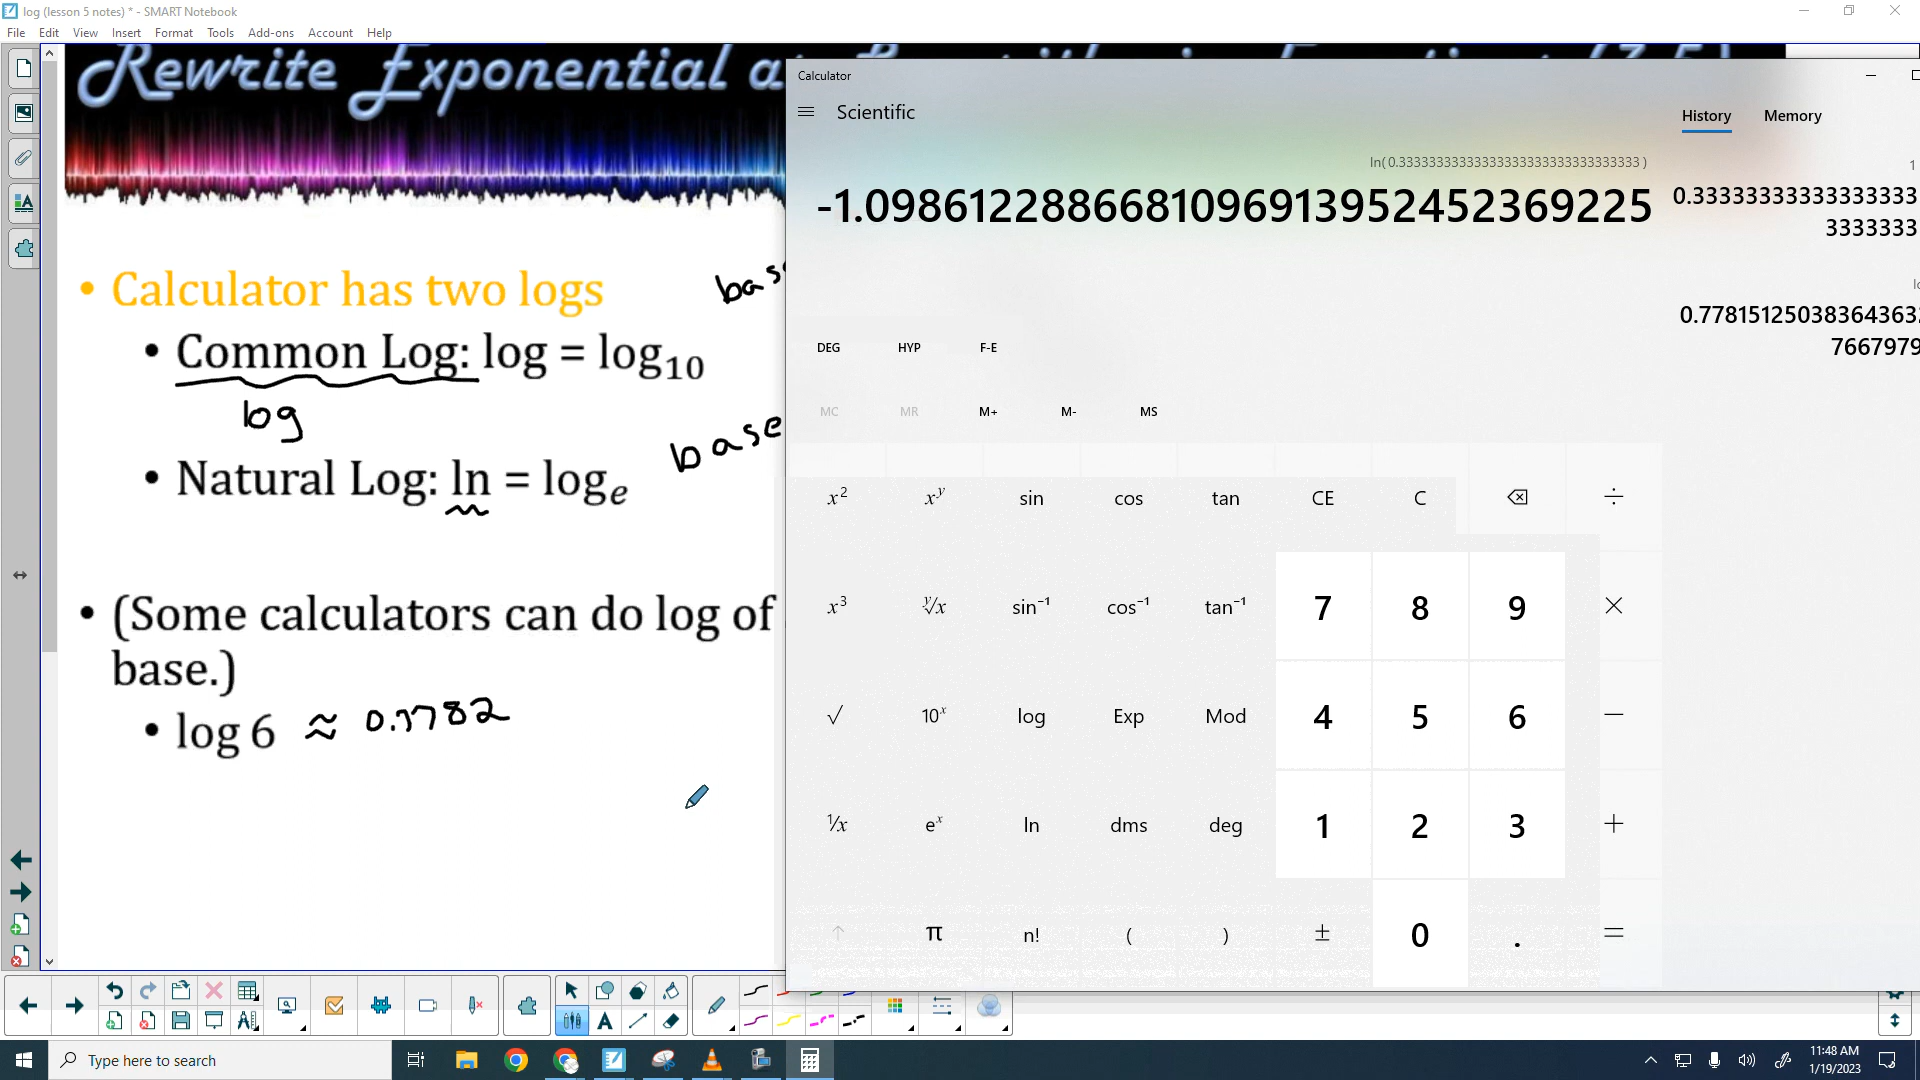 log (lesson 5 notes) * - SMART Notebook
File Edit View Insert Format Tools Add-ons Account Help
Rewrite Exponential
Calculator
Scientific
History Memory
ln( 0.33333333333333333333333333333333 )
-1.0986122886681096913952452369225
1
0.33333333333333333
3333333
0.7781512503836436
7667979
• Calculator has two logs
base
• Common Log: log = log₁₀
log
base
• Natural Log: ln = logₑ
• (Some calculators can do log of
base.)
• log 6 ≈ 0.7782
DEG HYP F-E
MC MR M+ M- MS
x² xʸ sin cos tan CE C ÷
x³ ʸ√x sin⁻¹ cos⁻¹ tan⁻¹ 7 8 9 ×
√ 10ˣ log Exp Mod 4 5 6 −
¹/x eˣ ln dms deg 1 2 3 +
π n! ( ) ± 0 . =
Type here to search
11:48 AM
1/19/2023